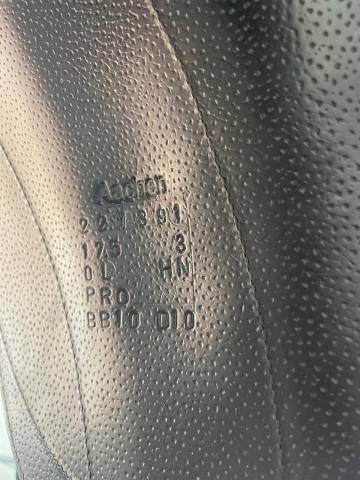 Aachen
221391
175 3
0L HN
PRO
BB10 D10